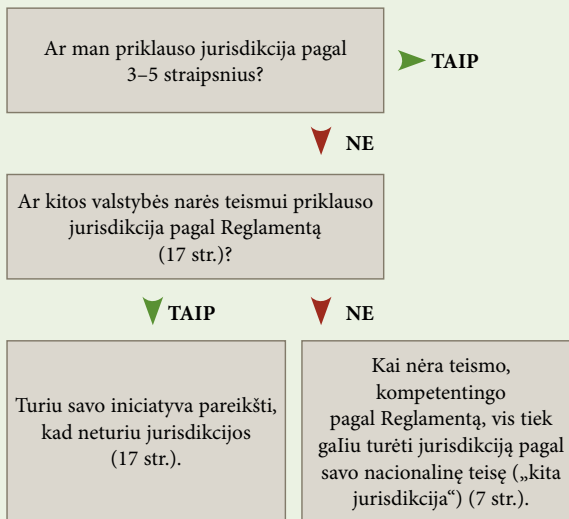 Ar man priklauso jurisdikcija pagal
3–5 straipsnius?
TAIP
NE
Ar kitos valstybės narės teismui priklauso
jurisdikcija pagal Reglamentą
(17 str.)?
TAIP
NE
Turiu savo iniciatyva pareikšti,
kad neturiu jurisdikcijos
(17 str.).
Kai nėra teismo,
kompetentingo
pagal Reglamentą, vis tiek
gaIiu turėti jurisdikciją pagal
savo nacionalinę teisę („kita
jurisdikcija“) (7 str.).